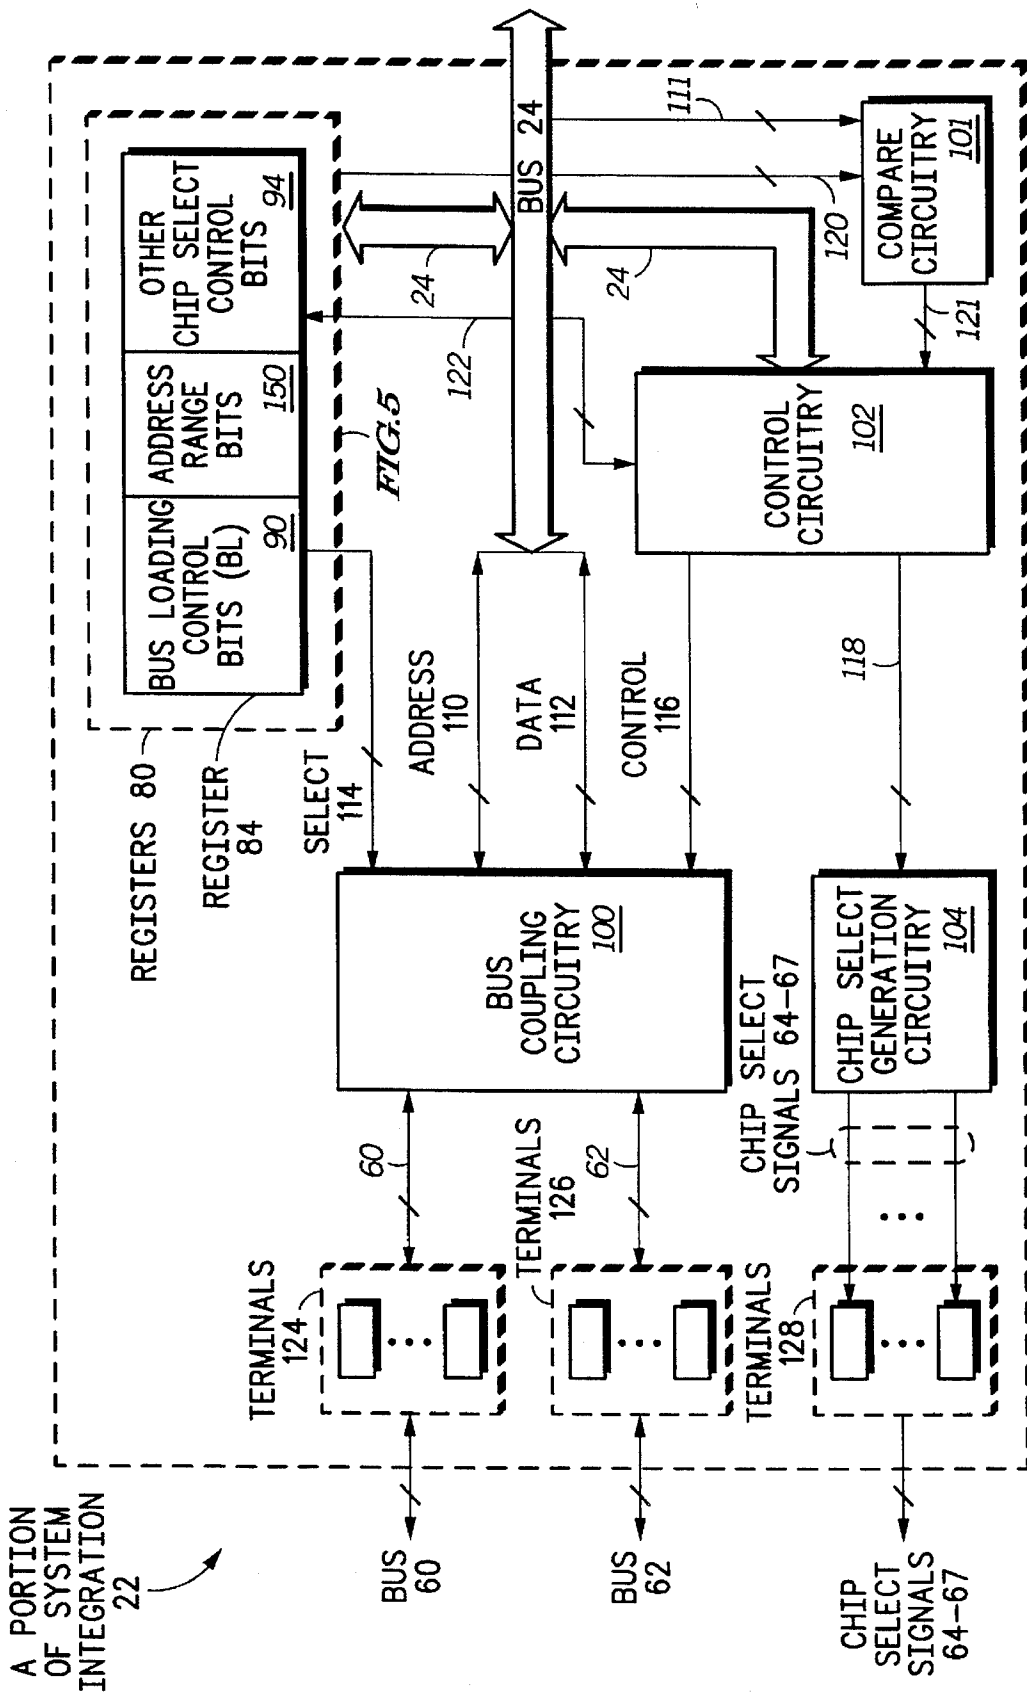 A PORTION
OF SYSTEM
INTEGRATION
22
REGISTERS 80
REGISTER
84
BUS LOADING
CONTROL
BITS (BL)
90
ADDRESS
RANGE
BITS
150
OTHER
CHIP SELECT
CONTROL
BITS
94
FIG.5
SELECT
114
ADDRESS
110
DATA
112
CONTROL
116
122
24
BUS 24
24
111
120
COMPARE
CIRCUITRY
101
121
CONTROL
CIRCUITRY
102
118
BUS
COUPLING
CIRCUITRY
100
CHIP SELECT
GENERATION
CIRCUITRY
104
CHIP SELECT
SIGNALS 64-67
60
62
TERMINALS
124
TERMINALS
126
TERMINALS
128
BUS
60
BUS
62
CHIP
SELECT
SIGNALS
64-67